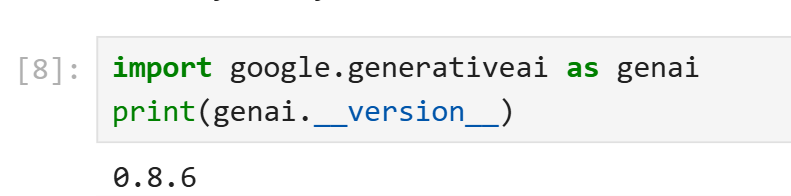 [8]: import google.generativeai as genai
print(genai.__version__)
0.8.6